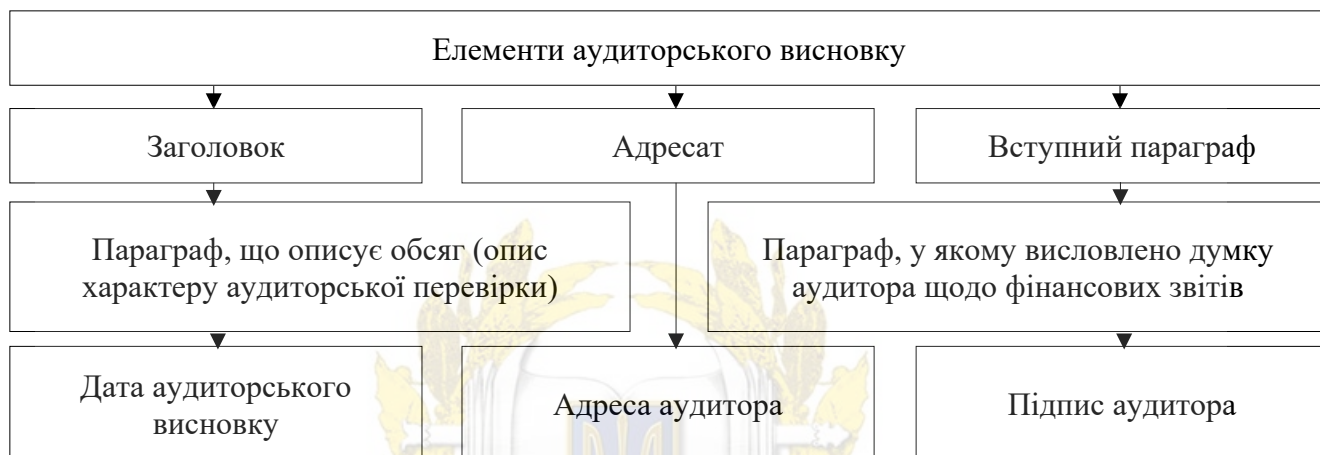 Елементи аудиторського висновку
Заголовок
Адресат
Вступний параграф
Параграф, що описує обсяг (опис
характеру аудиторської перевірки)
Параграф, у якому висловлено думку
аудитора щодо фінансових звітів
Дата аудиторського
висновку
Адреса аудитора
Підпис аудитора